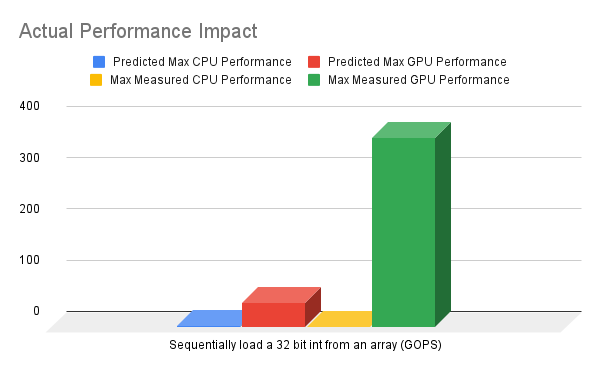 Actual Performance Impact
Predicted Max CPU Performance
Predicted Max GPU Performance
Max Measured CPU Performance
Max Measured GPU Performance
400
300
200
100
0
Sequentially load a 32 bit int from an array (GOPS)